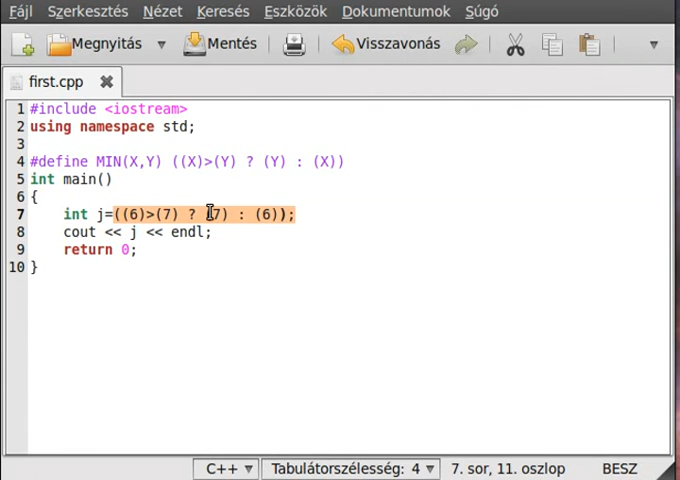 Fájl Szerkesztés Nézet Keresés Eszközök Dokumentumok Súgó
Megnyitás Mentés Visszavonás
first.cpp
1 #include <iostream>
2 using namespace std;
3
4 #define MIN(X,Y) ((X)>(Y) ? (Y) : (X))
5 int main()
6 {
7 int j=((6)>(7) ? (7) : (6));
8 cout << j << endl;
9 return 0;
10 }
C++ Tabulátorszélesség: 4 7. sor, 11. oszlop BESZ